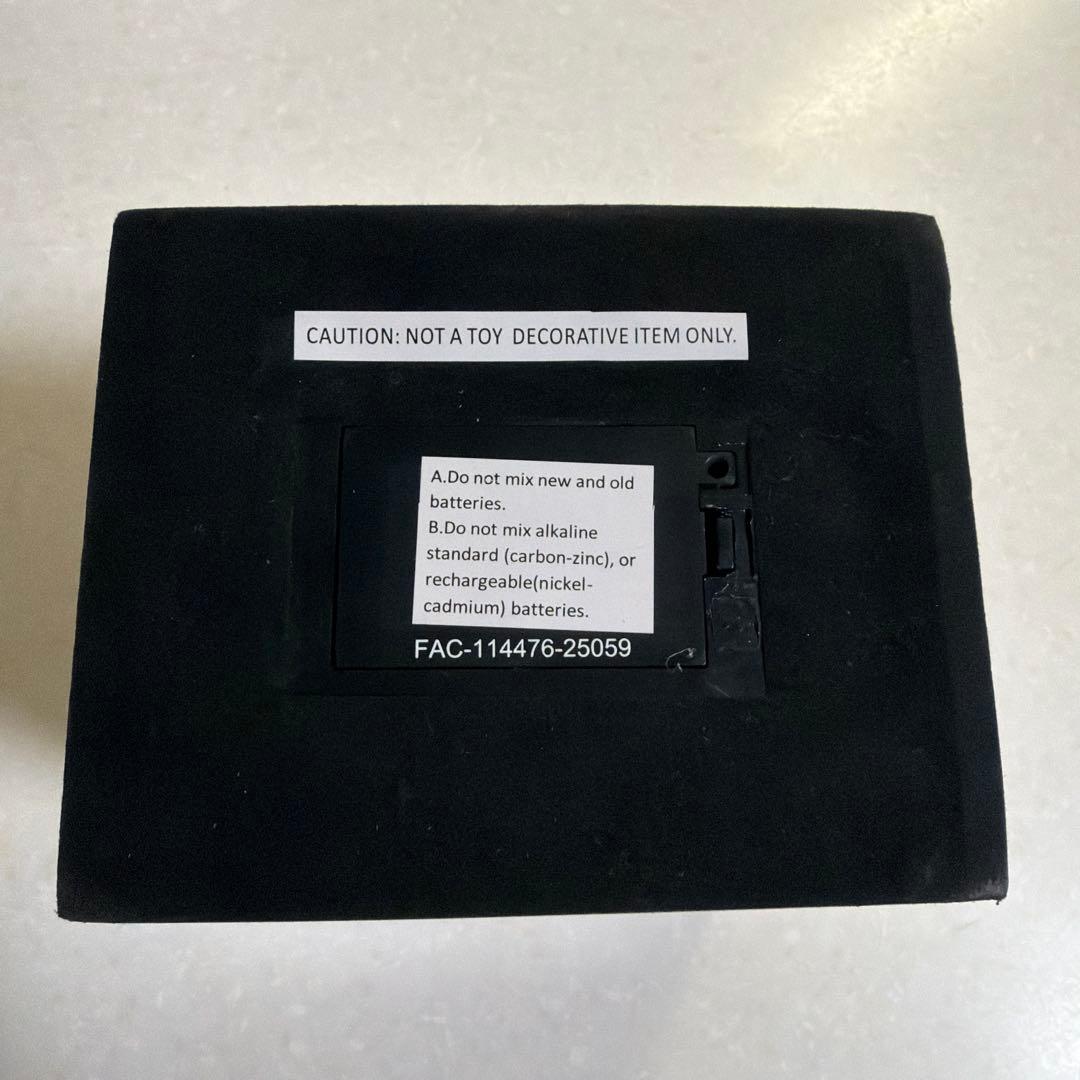 CAUTION: NOT A TOY  DECORATIVE ITEM ONLY.
A.Do not mix new and old
batteries.
B.Do not mix alkaline
standard (carbon-zinc), or
rechargeable(nickel-
cadmium) batteries.
FAC-114476-25059